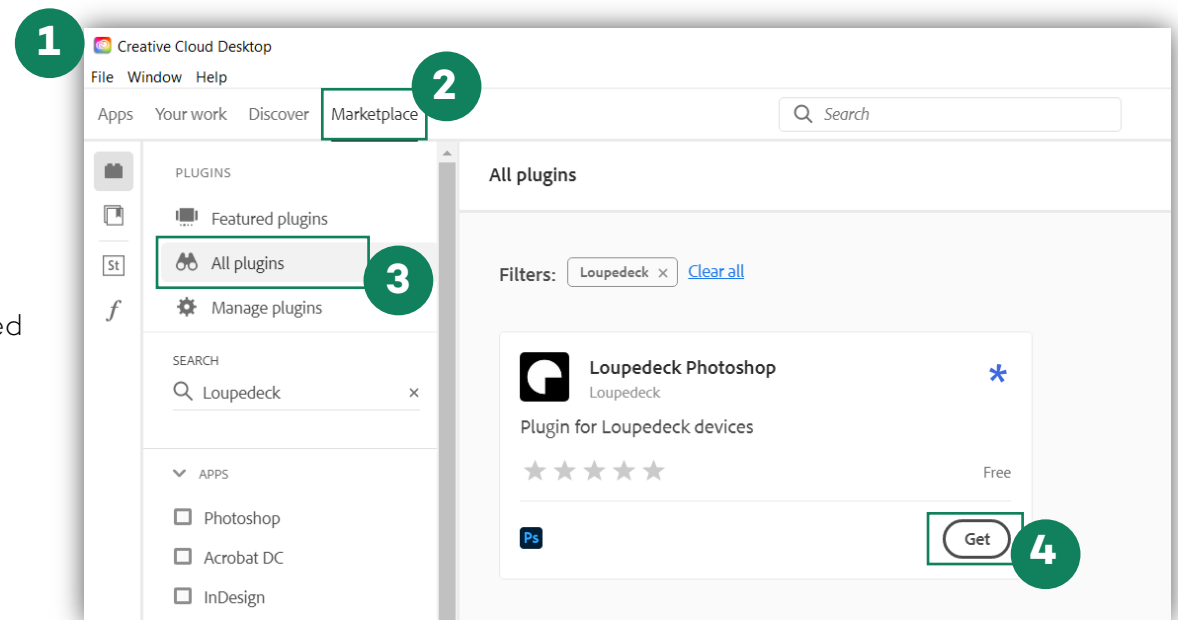 1
Creative Cloud Desktop
File Window Help
2
Apps Your work Discover Marketplace
Search
PLUGINS
All plugins
Featured plugins
All plugins
3
Manage plugins
St
f
ed
Filters: Loupedeck × Clear all
SEARCH
Loupedeck ×
Loupedeck Photoshop
Loupedeck
*
Plugin for Loupedeck devices
Free
APPS
Photoshop
Acrobat DC
InDesign
Ps
Get
4